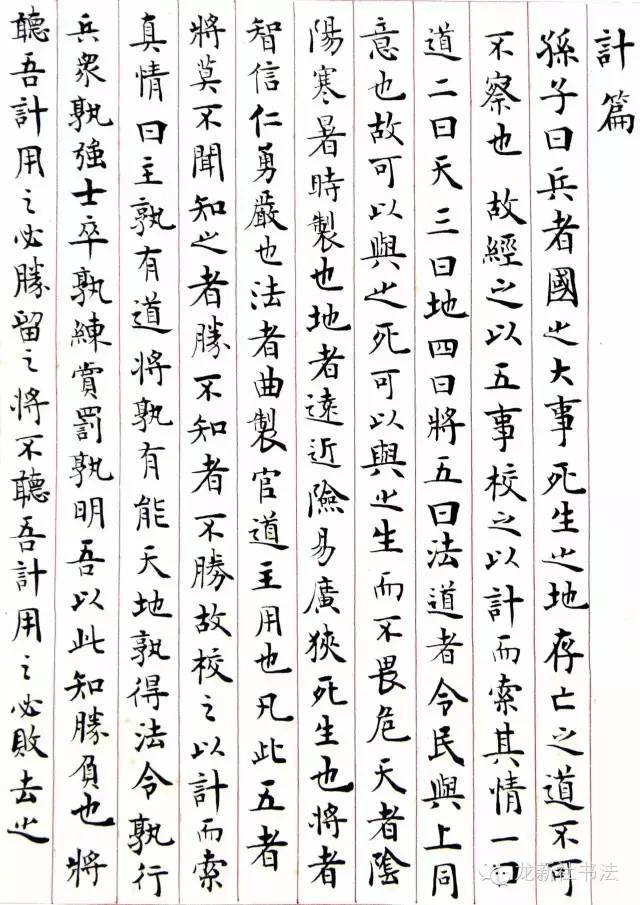 計篇
孫子曰兵者國之大事死生之地存亡之道不可
不察也 故經之以五事校之以計而索其情一曰
道二曰天三曰地四曰將五曰法道者令民與上同
意也故可以與之死可以與之生而不畏危天者陰
陽寒暑時製也地者遠近險易廣狹死生也將者
智信仁勇嚴也法者曲製官道主用也凡此五者
將莫不聞知之者勝不知者不勝故校之以計而索
真情曰主孰有道將孰有能天地孰得法令孰行
兵衆孰強士卒孰練賞罰孰明吾以此知勝負也 將
聽吾計用之必勝留之將不聽吾計用之必敗去之
龙新社书法